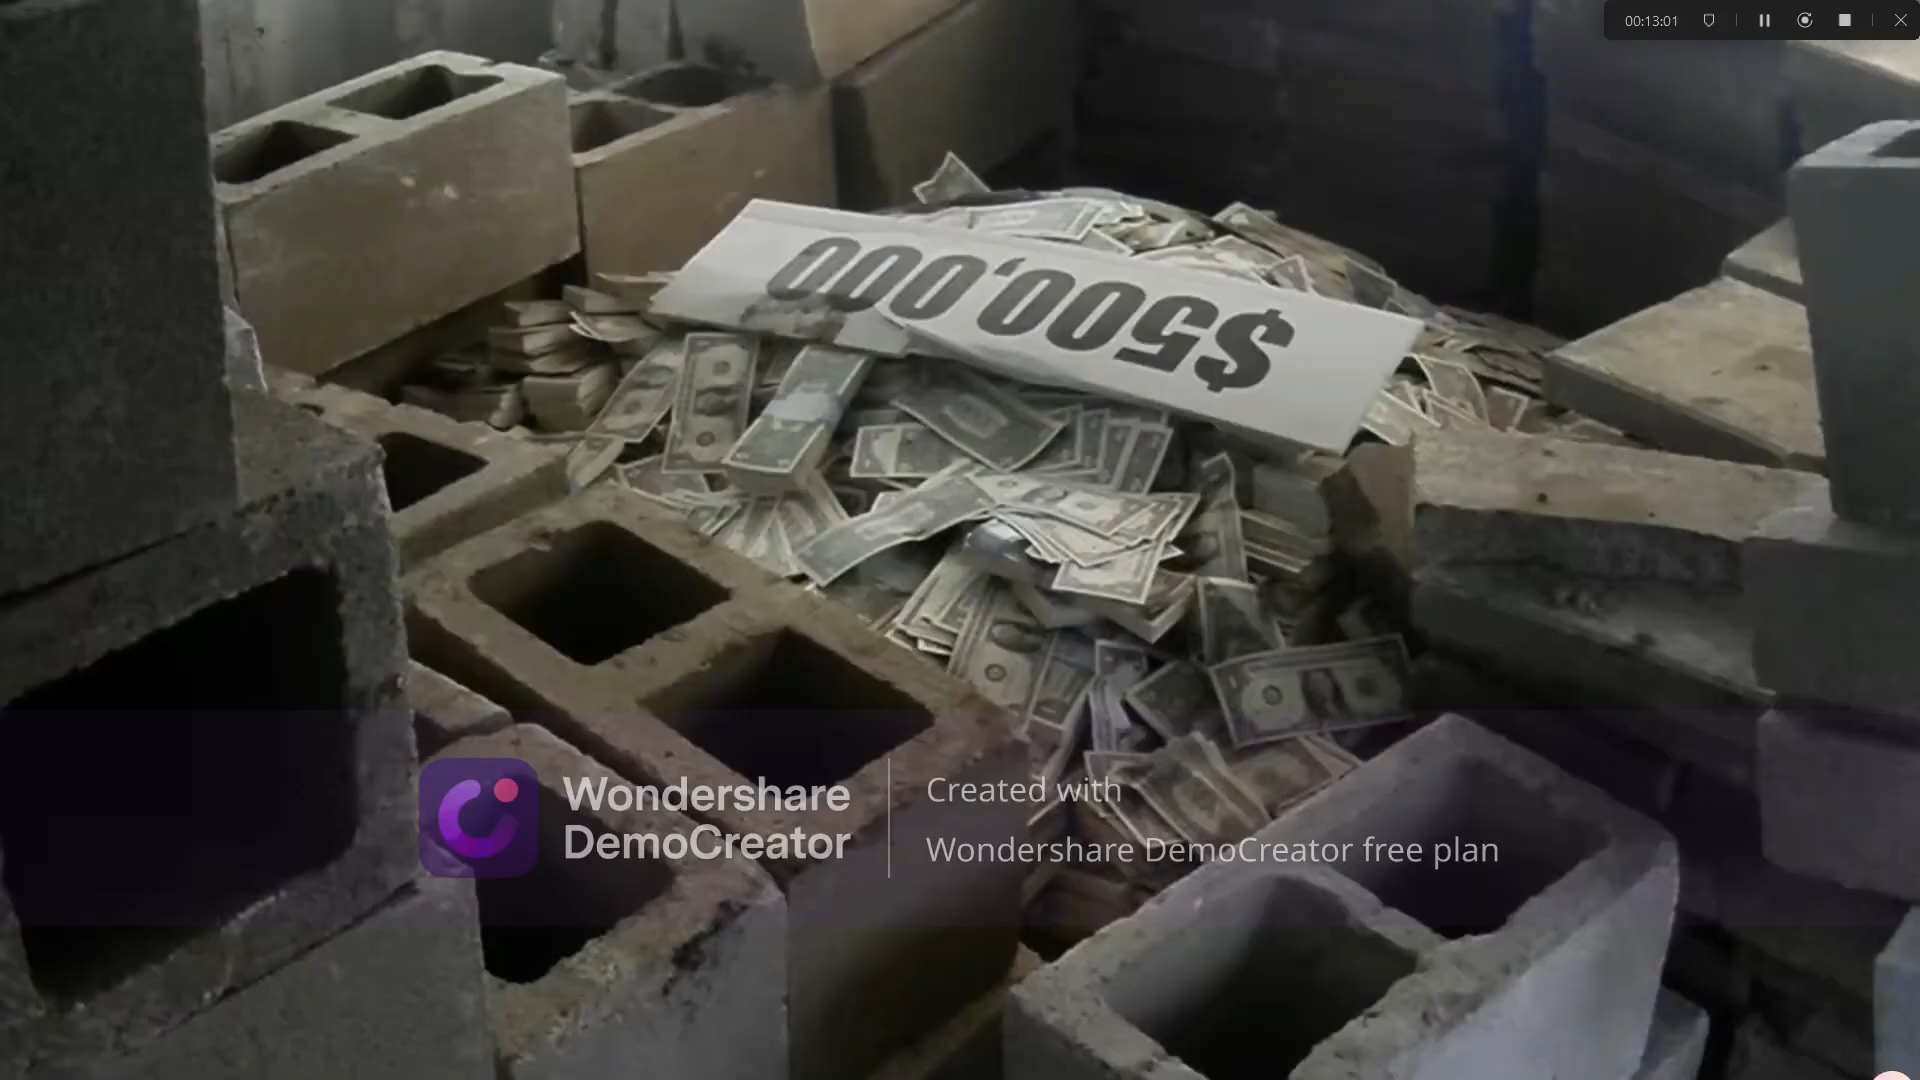 00:13:01
$500,000
Wondershare
DemoCreator
Created with
Wondershare DemoCreator free plan